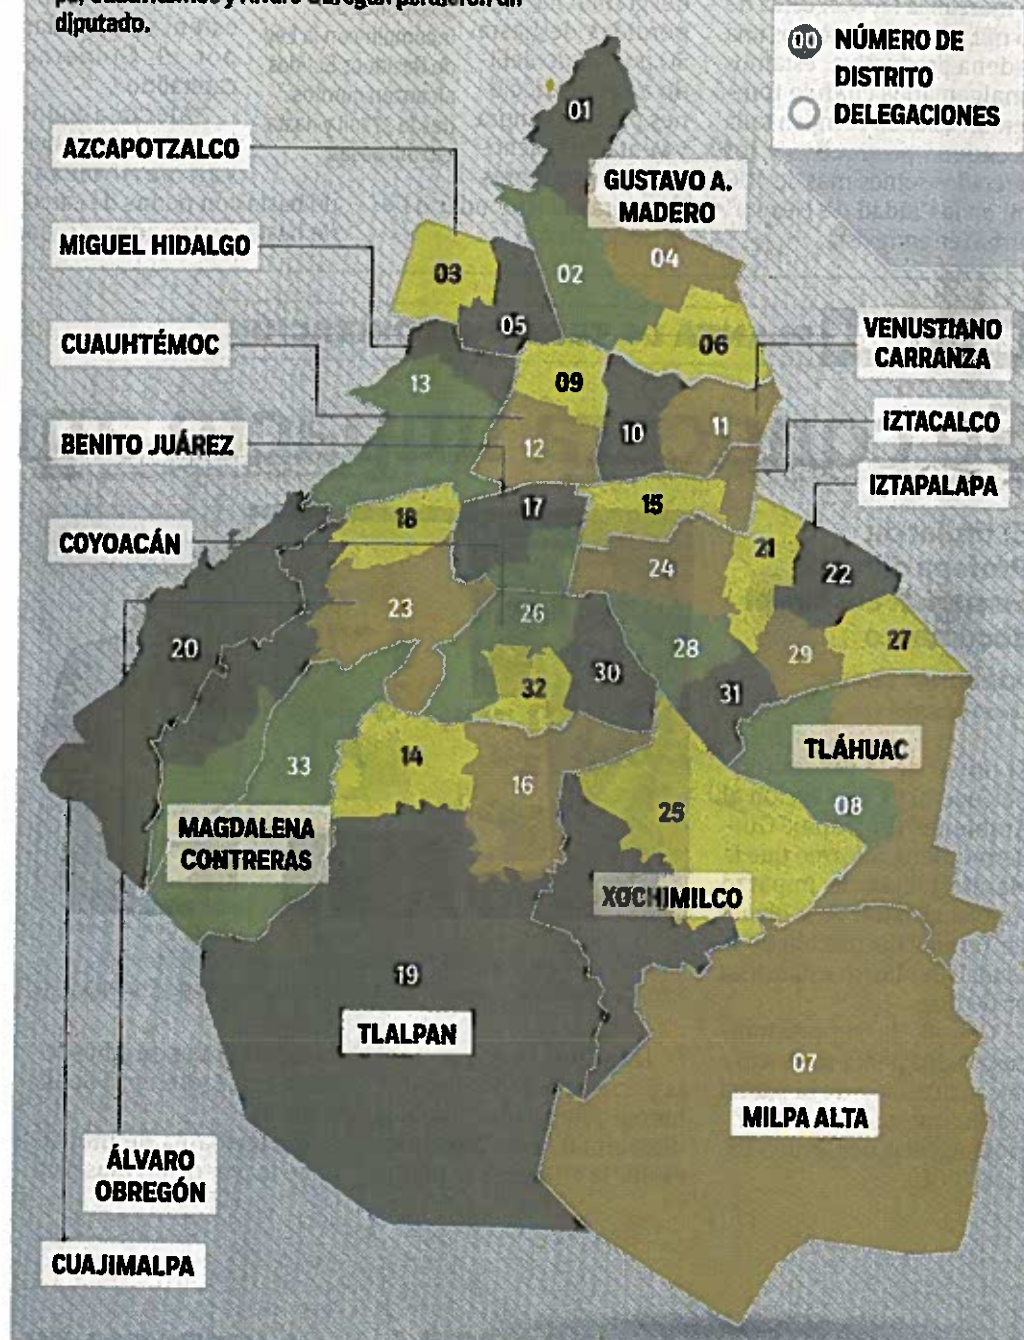 diputado.
00 NÚMERO DE
DISTRITO
DELEGACIONES
01
AZCAPOTZALCO
GUSTAVO A.
MADERO
MIGUEL HIDALGO
03
02
04
05
CUAUHTÉMOC
06
VENUSTIANO
CARRANZA
13
09
10
11
12
IZTACALCO
BENITO JUÁREZ
IZTAPALAPA
18
17
15
COYOACÁN
21
24
22
23
26
20
28
29
27
30
32
31
33
14
16
TLÁHUAC
25
08
MAGDALENA
CONTRERAS
XOCHIMILCO
19
TLALPAN
07
MILPA ALTA
ÁLVARO
OBREGÓN
CUAJIMALPA